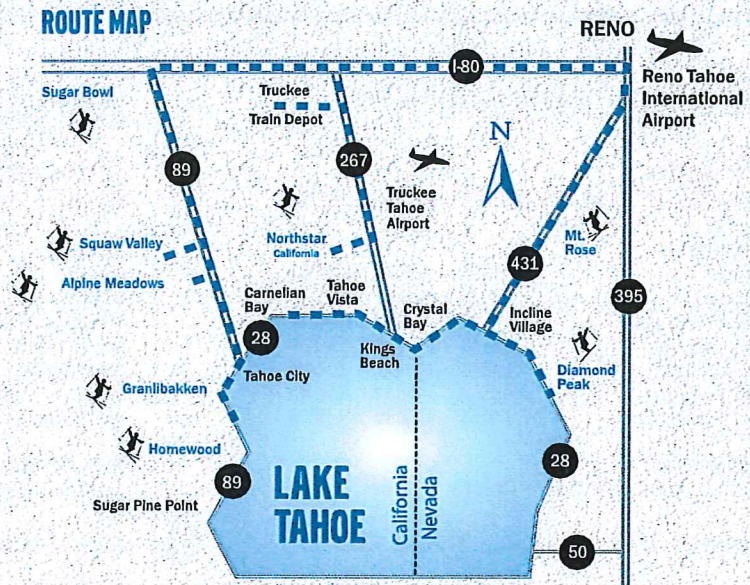 ROUTE MAP
RENO
I-80
Reno Tahoe
International
Airport
Sugar Bowl
Truckee
Train Depot
N
89
267
Truckee
Tahoe
Airport
Squaw Valley
Northstar
California
Mt.
Rose
Alpine Meadows
431
395
Carnelian
Bay
Tahoe
Vista
Crystal
Bay
Incline
Village
28
Kings
Beach
Tahoe City
Diamond
Peak
Granlibakken
Homewood
28
89
LAKE
TAHOE
California
Nevada
Sugar Pine Point
50